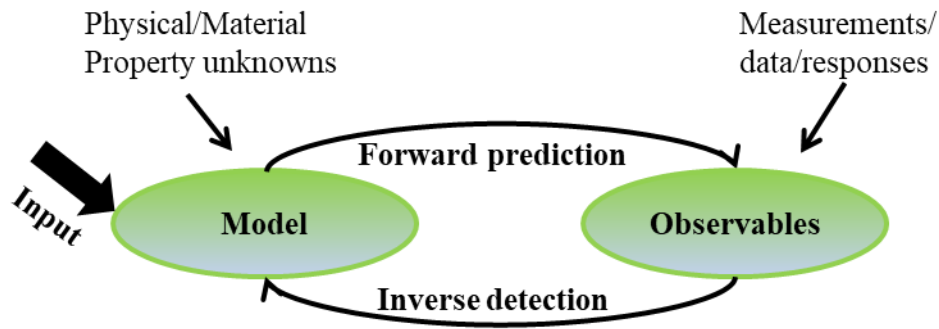 Physical/Material
Property unknowns
Measurements/
data/responses
Forward prediction
Input
Model
Observables
Inverse detection